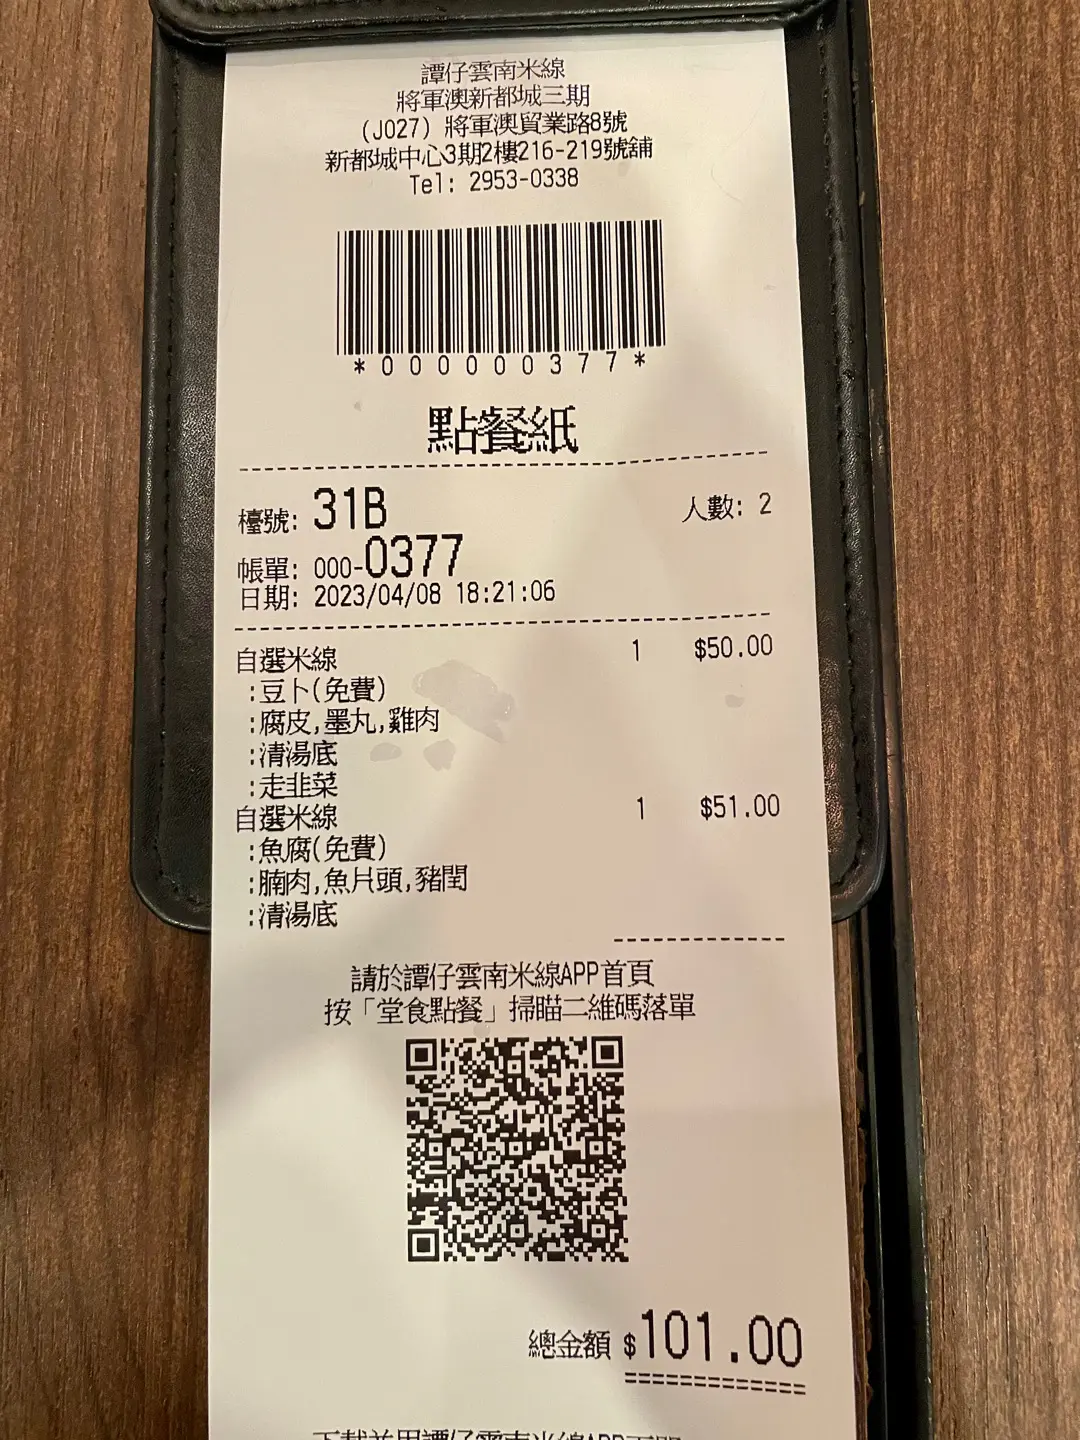 譚仔雲南米線
將軍澳新都城三期
(J027) 將軍澳貿業路8號
新都城中心3期2樓216-219號舖
Tel: 2953-0338
*000000377*
點餐紙
檯號: 31B 人數: 2
帳單: 000-0377
日期: 2023/04/08 18:21:06
自選米線 1 $50.00
:豆卜(免費)
:腐皮,墨丸,雞肉
:清湯底
:走韭菜
自選米線 1 $51.00
:魚腐(免費)
:腩肉,魚片頭,豬膶
:清湯底
請於譚仔雲南米線APP首頁
按「堂食點餐」掃瞄二維碼落單
總金額 $101.00